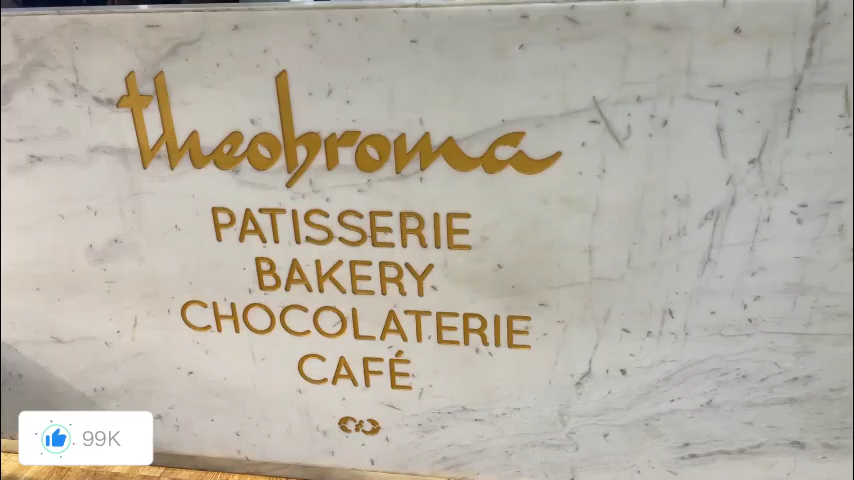 theobroma
PATISSERIE
BAKERY
CHOCOLATERIE
CAFÉ
99K